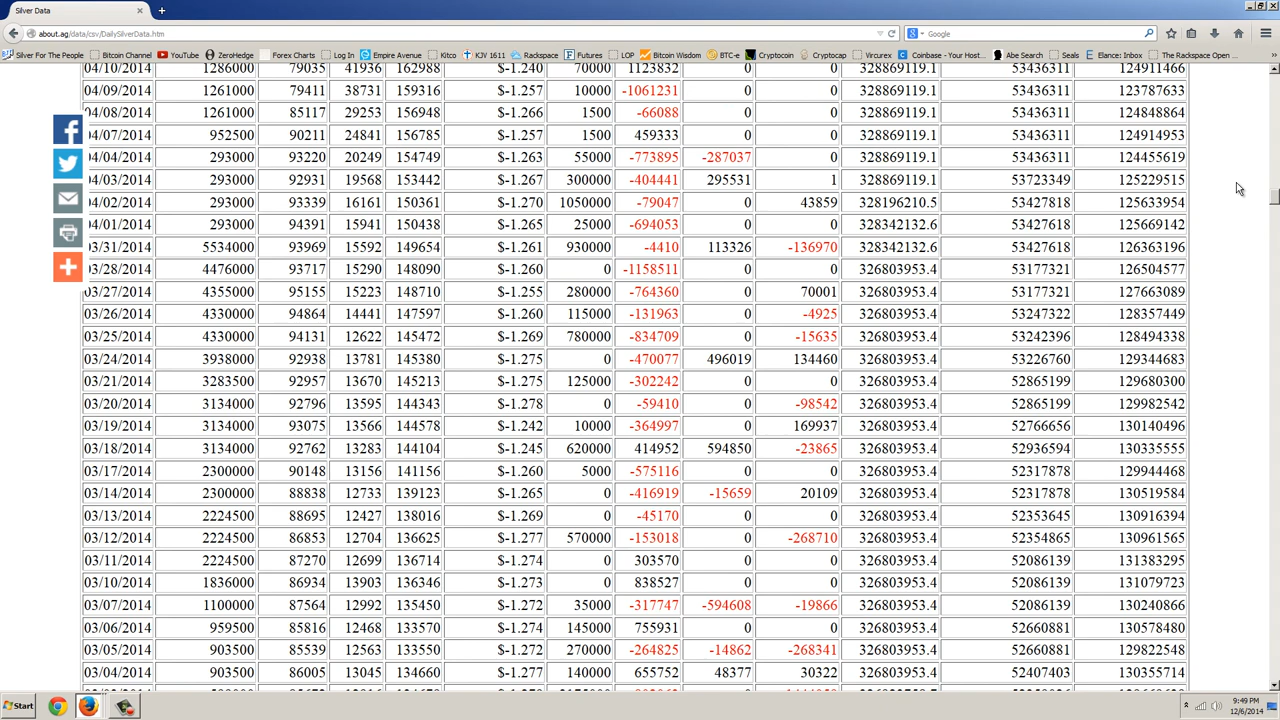 Silver Data
about.ag/data/csv/DailySilverData.htm
Google
Silver For The People Bitcoin Channel YouTube ZeroHedge Forex Charts Log In Empire Avenue Kitco KJV 1611 Railspace Futures LOP Bitcoin Wisdom BTC-e Cryptocoin Cryptocap Vircurex Coinbase - Your Host... Abe Search Seals Elance: Inbox The Rackspace Open ...
04/10/2014 1286000 79035 41936 162988 $-1.240 70000 1123832 0 0 328869119.1 53436311 124911466
04/09/2014 1261000 79411 38731 159316 $-1.257 10000 -1061231 0 0 328869119.1 53436311 123787633
04/08/2014 1261000 85117 29253 156948 $-1.266 1500 -66088 0 0 328869119.1 53436311 124848864
04/07/2014 952500 90211 24841 156785 $-1.257 1500 459333 0 0 328869119.1 53436311 124914953
04/04/2014 293000 93220 20249 154749 $-1.263 55000 -773895 -287037 0 328869119.1 53436311 124455619
04/03/2014 293000 92931 19568 153442 $-1.267 300000 -404441 295531 1 328869119.1 53723349 125229515
04/02/2014 293000 93339 16161 150361 $-1.270 1050000 -79047 0 43859 328196210.5 53427818 125633954
04/01/2014 293000 94391 15941 150438 $-1.265 25000 -694053 0 0 328342132.6 53427618 125669142
03/31/2014 5534000 93969 15592 149654 $-1.261 930000 -4410 113326 -136970 328342132.6 53427618 126363196
03/28/2014 4476000 93717 15290 148090 $-1.260 0 -1158511 0 0 326803953.4 53177321 126504577
03/27/2014 4355000 95155 15223 148710 $-1.255 280000 -764360 0 70001 326803953.4 53177321 127663089
03/26/2014 4330000 94864 14441 147597 $-1.260 115000 -131963 0 -4925 326803953.4 53247322 128357449
03/25/2014 4330000 94131 12622 145472 $-1.269 780000 -834709 0 -15635 326803953.4 53242396 128494338
03/24/2014 3938000 92938 13781 145380 $-1.275 0 -470077 496019 134460 326803953.4 53226760 129344683
03/21/2014 3283500 92957 13670 145213 $-1.275 125000 -302242 0 0 326803953.4 52865199 129680300
03/20/2014 3134000 92796 13595 144343 $-1.278 0 -59410 0 -98542 326803953.4 52865199 129982542
03/19/2014 3134000 93075 13566 144578 $-1.242 10000 -364997 0 169937 326803953.4 52766656 130140496
03/18/2014 3134000 92762 13283 144104 $-1.245 620000 414952 594850 -23865 326803953.4 52936594 130335555
03/17/2014 2300000 90148 13156 141156 $-1.260 5000 -575116 0 0 326803953.4 52317878 129944468
03/14/2014 2300000 88838 12733 139123 $-1.265 0 -416919 -15659 20109 326803953.4 52317878 130519584
03/13/2014 2224500 88695 12427 138016 $-1.269 0 -45170 0 0 326803953.4 52353645 130916394
03/12/2014 2224500 86853 12704 136625 $-1.277 570000 -153018 0 -268710 326803953.4 52354865 130961565
03/11/2014 2224500 87270 12699 136714 $-1.274 0 303570 0 0 326803953.4 52086139 131383295
03/10/2014 1836000 86934 13903 136346 $-1.273 0 838527 0 0 326803953.4 52086139 131079723
03/07/2014 1100000 87564 12992 135450 $-1.272 35000 -317747 -594608 -19866 326803953.4 52086139 130240866
03/06/2014 959500 85816 12468 133570 $-1.274 145000 755931 0 0 326803953.4 52660881 130578480
03/05/2014 903500 85539 12563 133550 $-1.272 270000 -264825 -14862 -268341 326803953.4 52660881 129822548
03/04/2014 903500 86005 13045 134660 $-1.277 140000 655752 48377 30322 326803953.4 52407403 130355714
Start
9:49 PM
12/6/2014